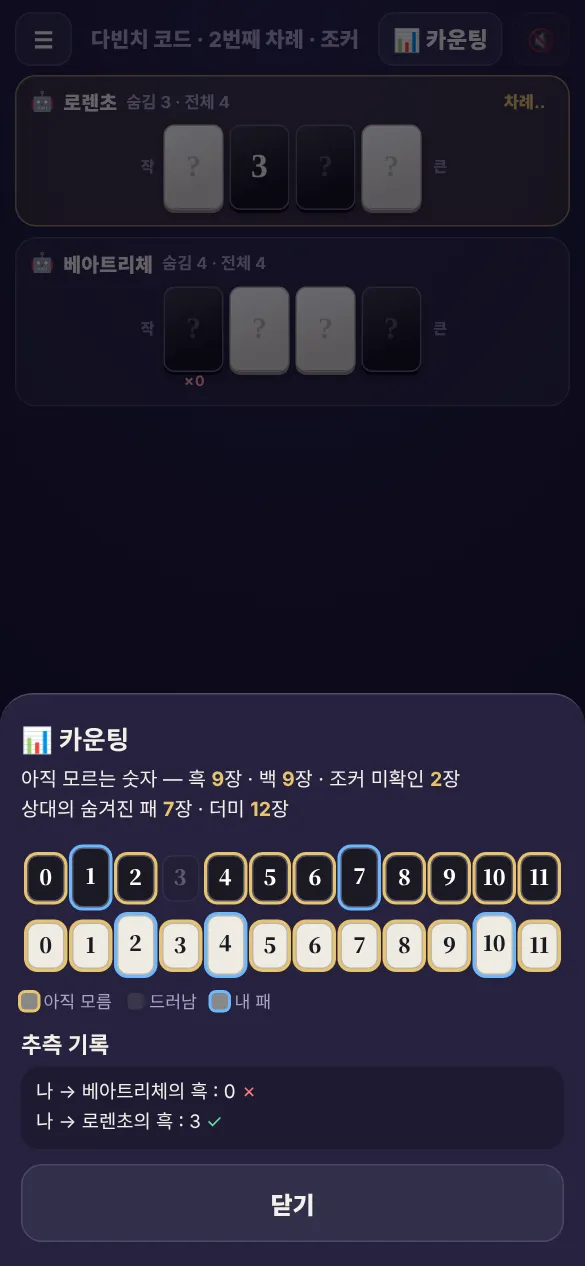 다빈치 코드 · 2번째 차례 · 조커
카운팅
로렌초 숨김 3 · 전체 4
차례..
작 ? 3 ? ? 큰
베아트리체 숨김 4 · 전체 4
작 ? ? ? ? 큰
×0
카운팅
아직 모르는 숫자 — 흑 9장 · 백 9장 · 조커 미확인 2장
상대의 숨겨진 패 7장 · 더미 12장
0 1 2 3 4 5 6 7 8 9 10 11
0 1 2 3 4 5 6 7 8 9 10 11
아직 모름 드러남 내 패
추측 기록
나 → 베아트리체의 흑 : 0 ×
나 → 로렌초의 흑 : 3 ✓
닫기